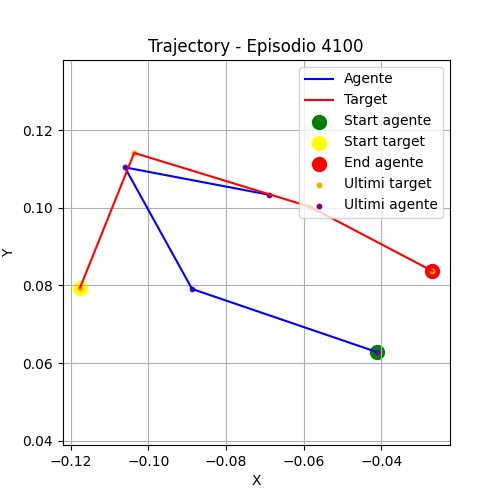 Trajectory - Episodio 4100
Agente
Target
Start agente
Start target
End agente
Ultimi target
Ultimi agente
Y
0.12
0.10
0.08
0.06
0.04
−0.12 −0.10 −0.08 −0.06 −0.04
X